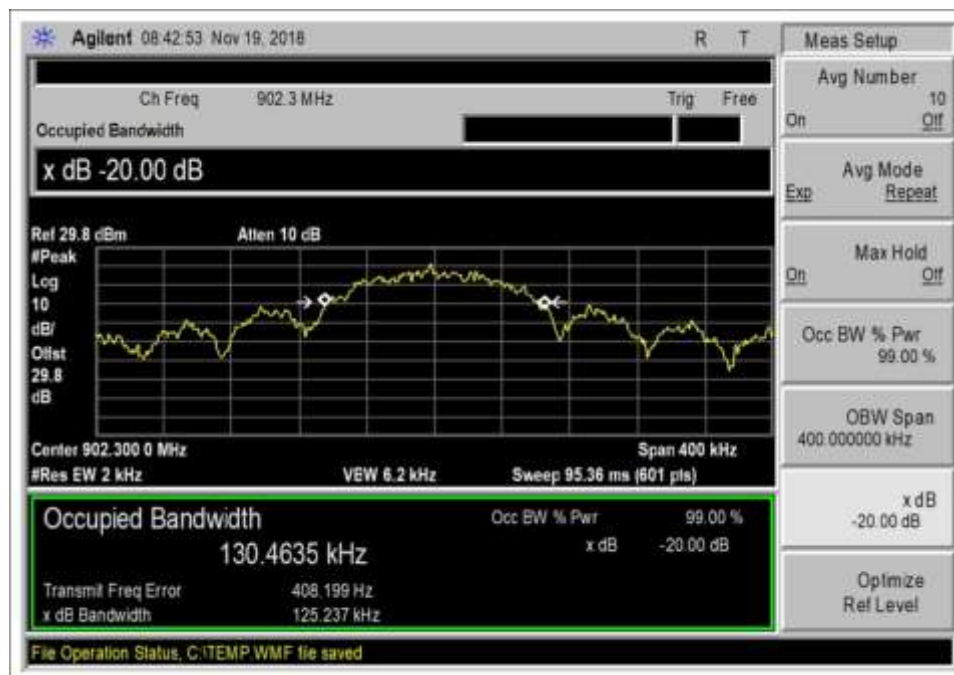 Agilent 08:42:53 Nov 19, 2018 R T
Ch Freq 902.3 MHz Trig Free
Occupied Bandwidth
x dB -20.00 dB
Ref 29.8 dBm Atten 10 dB
#Peak
Log
10
dB/
Offst
29.8
dB
Center 902.300 0 MHz Span 400 kHz
#Res BW 2 kHz VBW 6.2 kHz Sweep 95.36 ms (601 pts)
Occupied Bandwidth Occ BW % Pwr 99.00 %
130.4635 kHz x dB -20.00 dB
Transmit Freq Error 408.199 Hz
x dB Bandwidth 125.237 kHz
File Operation Status, C:\TEMP.WMF file saved
Meas Setup
Avg Number
10
On Off
Avg Mode
Exp Repeat
Max Hold
On Off
Occ BW % Pwr
99.00 %
OBW Span
400.000000 kHz
x dB
-20.00 dB
Optimize
Ref Level